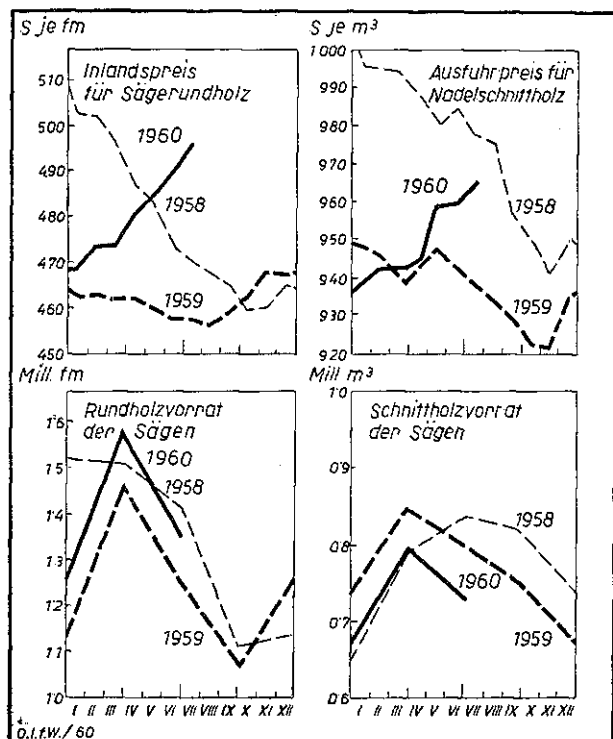 S je fm
S je m³
510
500
490
480
470
460
450
Inlandspreis
für Sägerundholz
1960
1958
1959
1000
990
980
970
960
950
940
930
920
Ausfuhrpreis für
Nadelschnittholz
1960
1958
1959
Mill. fm
Mill m³
1'6
1'5
1'4
1'3
1'2
1'1
1'0
Rundholzvorrat
der Sägen
1960
1958
1959
0'9
0'8
0'7
0'6
Schnittholzvorrat
der Sägen
1958
1960
1959
I II III IV V VI VII VIII IX X XI XII
I II III IV V VI VII VIII IX X XI XII
Ö.I.f.W./60